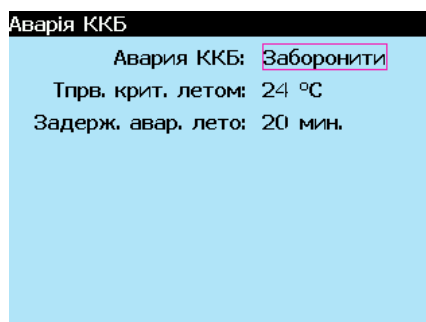 Аварія ККБ
Авария ККБ: Заборонити
Тпрв. крит. летом: 24 °C
Задерж. авар. лето: 20 мин.